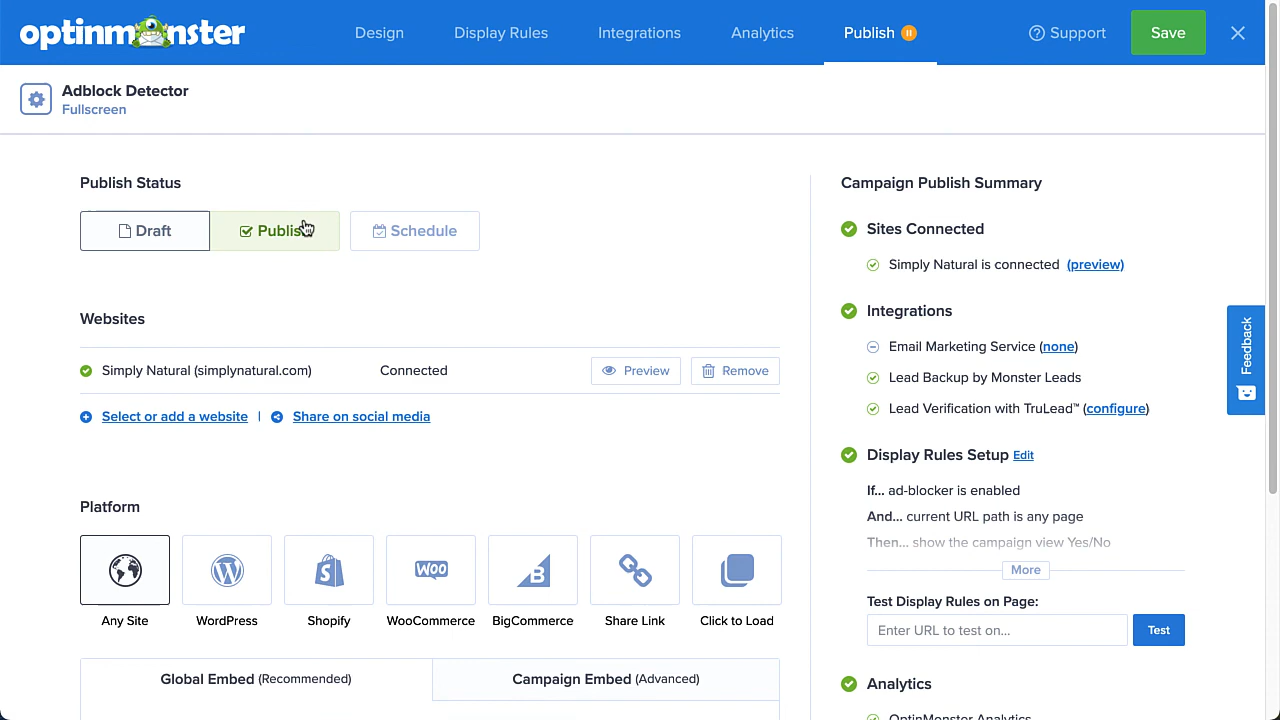 optinmonster
Design
Display Rules
Integrations
Analytics
Publish
Support
Save
Adblock Detector
Fullscreen
Publish Status
Draft
Publish
Schedule
Websites
Simply Natural (simplynatural.com)
Connected
Preview
Remove
Select or add a website | Share on social media
Platform
WOO
Any Site
WordPress
Shopify
WooCommerce
BigCommerce
Share Link
Click to Load
Global Embed (Recommended)
Campaign Embed (Advanced)
Campaign Publish Summary
Sites Connected
Simply Natural is connected (preview)
Integrations
Email Marketing Service (none)
Lead Backup by Monster Leads
Lead Verification with TruLead™ (configure)
Display Rules Setup Edit
If... ad-blocker is enabled
And... current URL path is any page
Then... show the campaign view Yes/No
More
Test Display Rules on Page:
Enter URL to test on...
Test
Analytics
OptinMonster Analytics
Feedback